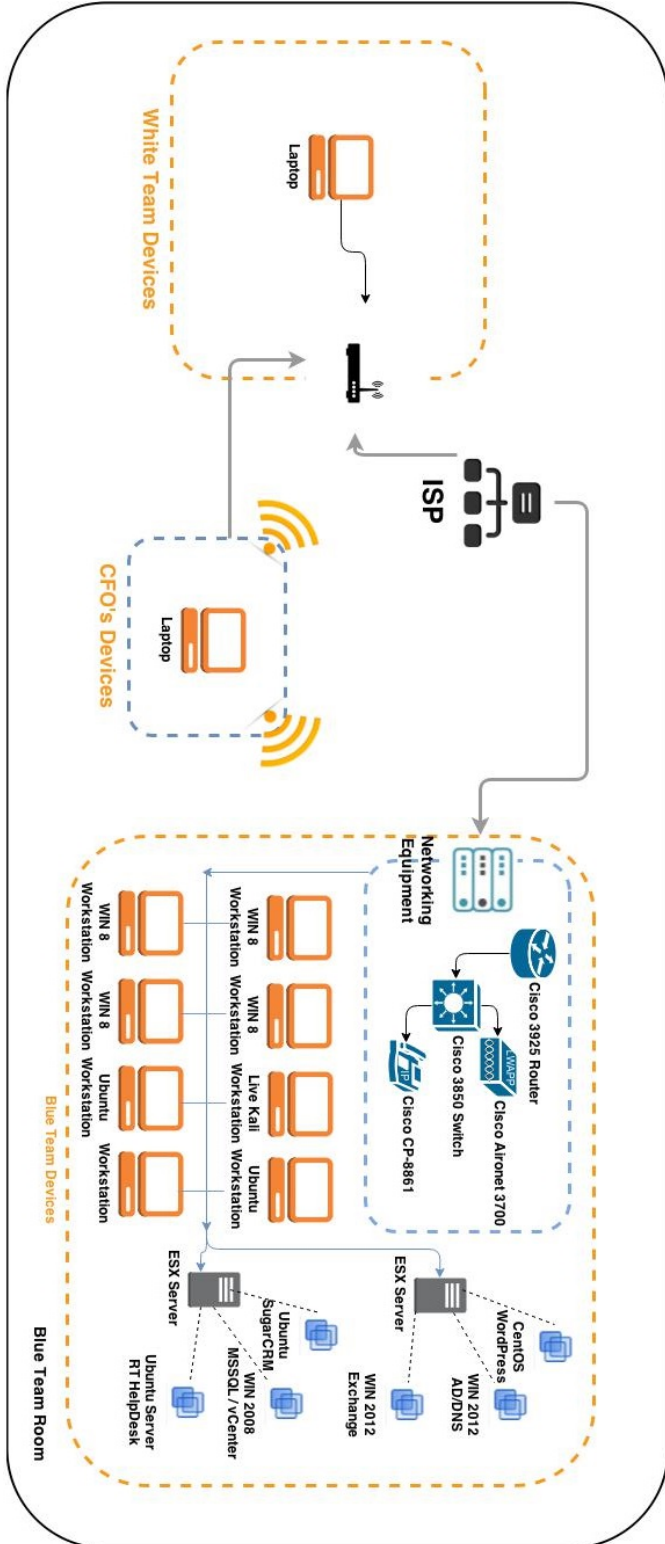 Laptop
White Team Devices
ISP
Laptop
CFO's Devices
Networking
Equipment
Cisco 3925 Router
LWAPP
Cisco Aironet 3700
Cisco 3850 Switch
IP
Cisco CP-8861
WIN 8
Workstation
WIN 8
Workstation
Live Kali
Workstation
Ubuntu
Workstation
WIN 8
Workstation
WIN 8
Workstation
Ubuntu
Workstation
Workstation
ESX Server
CentOS
WordPress
WIN 2012
AD/DNS
WIN 2012
Exchange
ESX Server
Ubuntu
SugarCRM
WIN 2008
MSSQL / vCenter
Ubuntu Server
RT HelpDesk
Blue Team Devices
Blue Team Room